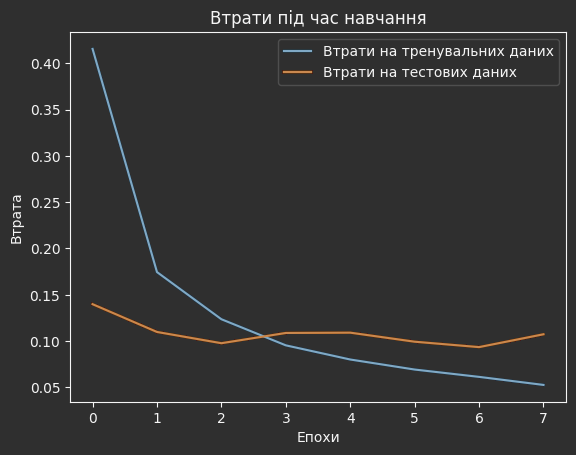 Втрати під час навчання
Втрати на тренувальних даних
Втрати на тестових даних
Втрата
0.40
0.35
0.30
0.25
0.20
0.15
0.10
0.05
0 1 2 3 4 5 6 7
Епохи